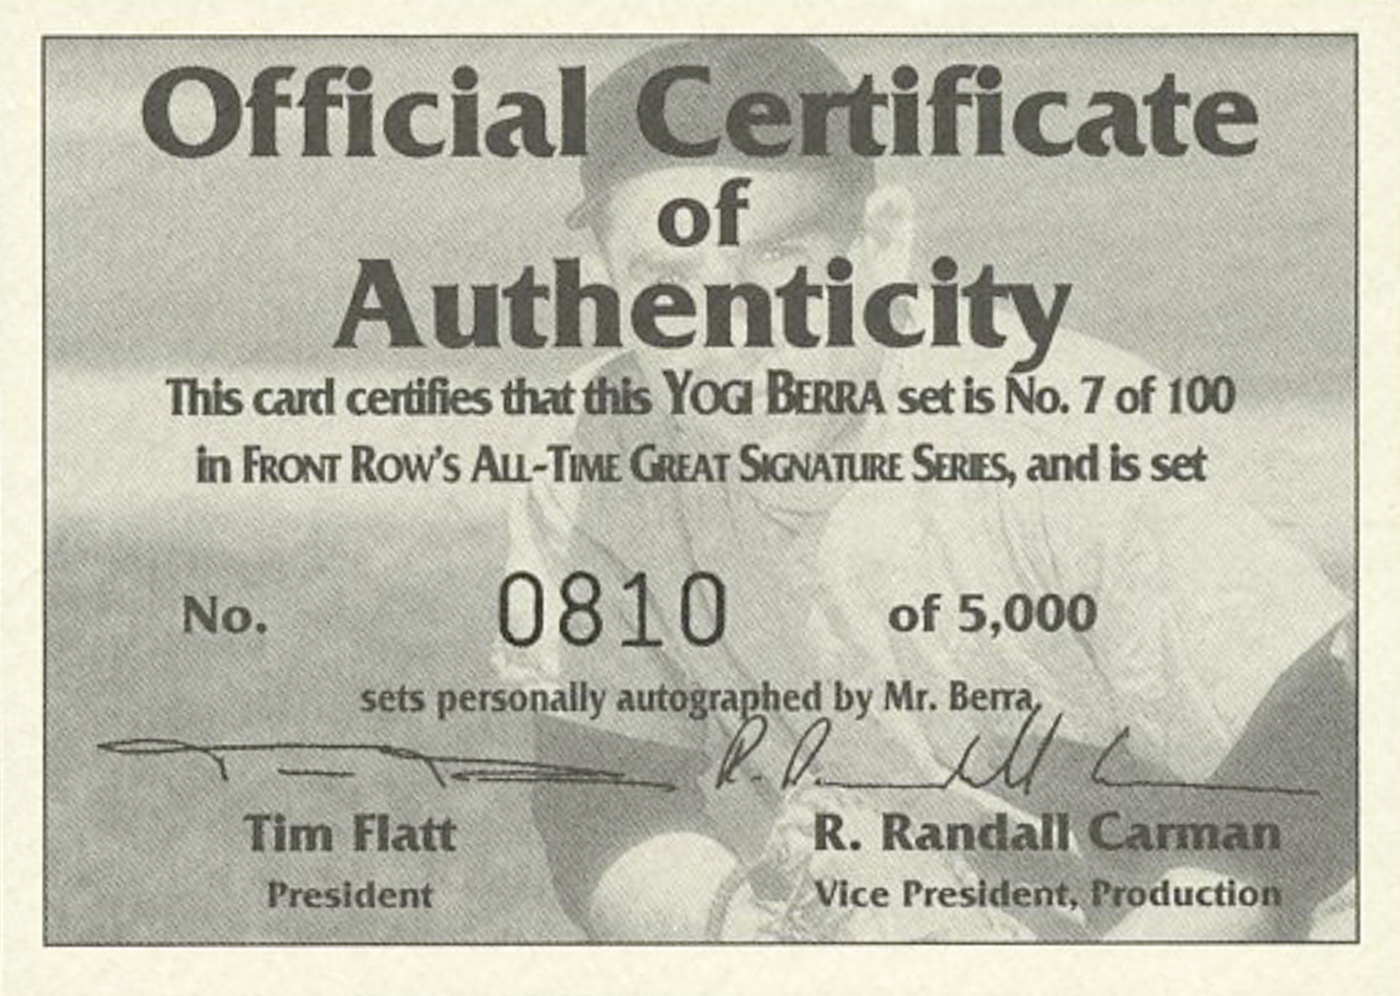 Official Certificate
of
Authenticity
This card certifies that this YOGI BERRA set is No. 7 of 100
in FRONT ROW'S ALL-TIME GREAT SIGNATURE SERIES, and is set
No. 0810 of 5,000
sets personally autographed by Mr. Berra.
R. Randall C
Tim Flatt R. Randall Carman
President Vice President, Production